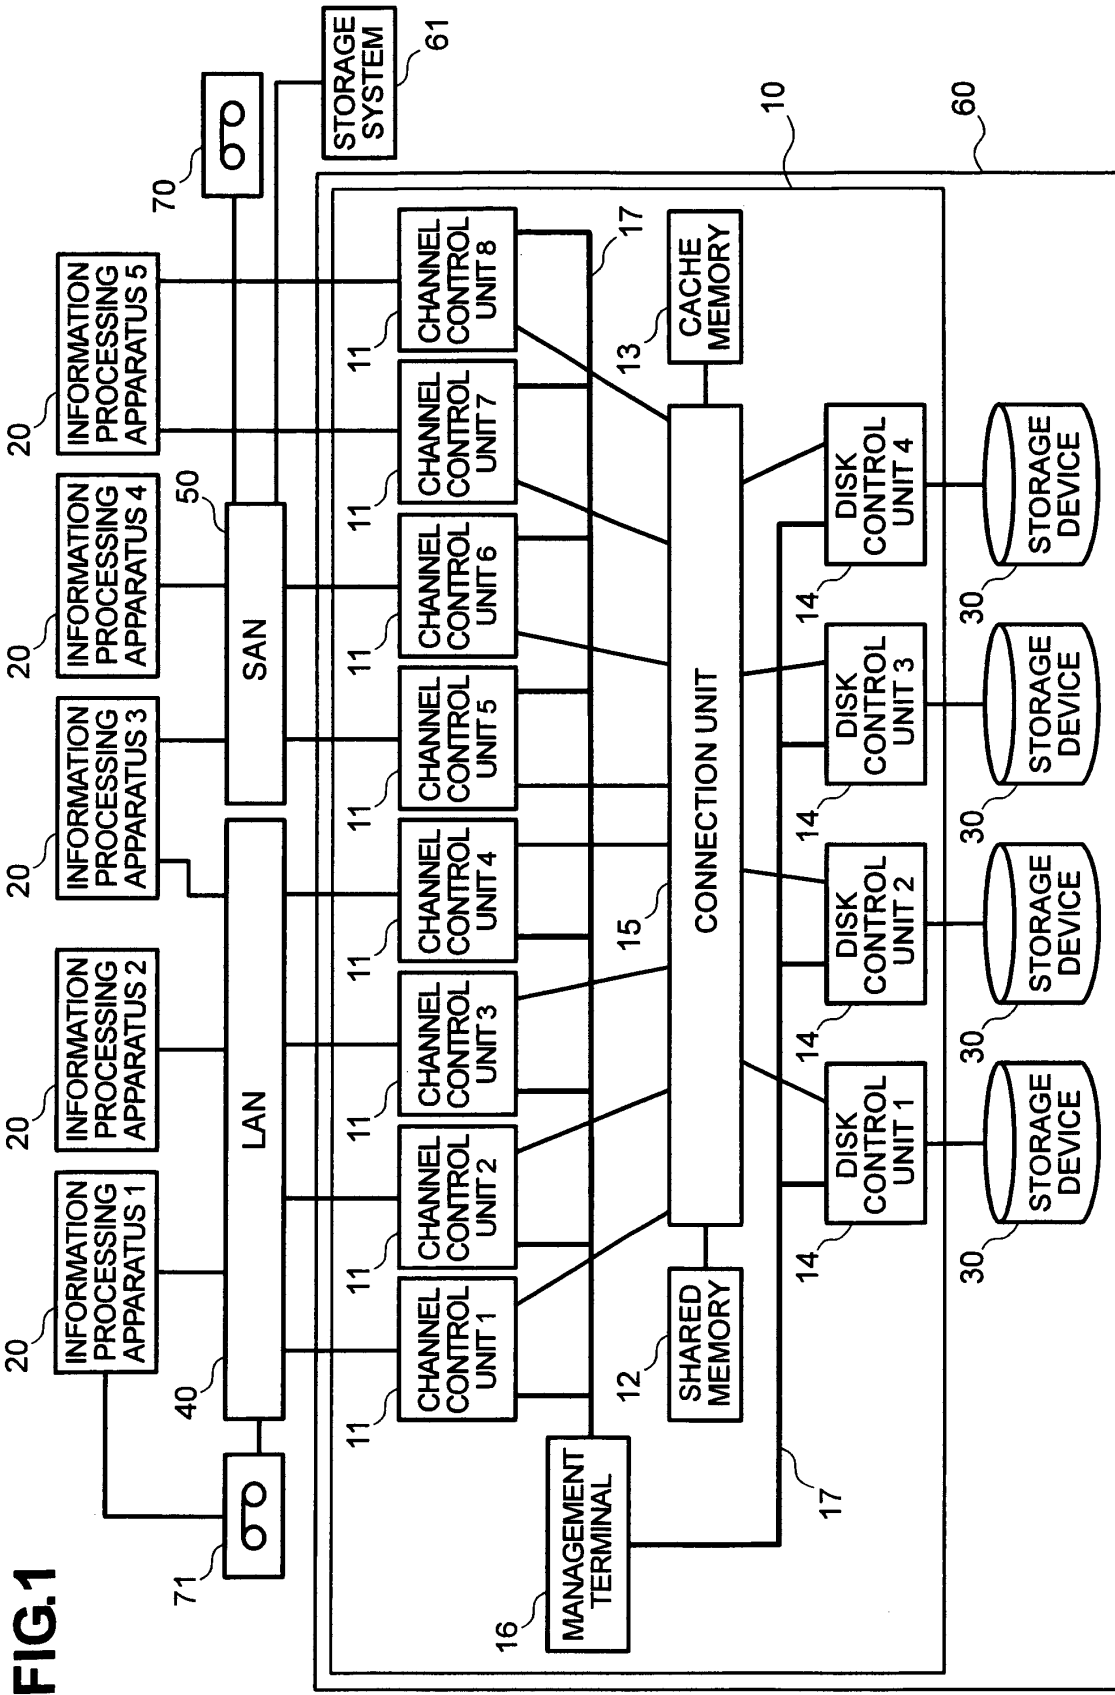 FIG.1
20
INFORMATION
PROCESSING
APPARATUS 1
20
INFORMATION
PROCESSING
APPARATUS 2
20
INFORMATION
PROCESSING
APPARATUS 3
20
INFORMATION
PROCESSING
APPARATUS 4
20
INFORMATION
PROCESSING
APPARATUS 5
71
40
LAN
50
SAN
70
STORAGE
SYSTEM
61
11
CHANNEL
CONTROL
UNIT 1
11
CHANNEL
CONTROL
UNIT 2
11
CHANNEL
CONTROL
UNIT 3
11
CHANNEL
CONTROL
UNIT 4
11
CHANNEL
CONTROL
UNIT 5
11
CHANNEL
CONTROL
UNIT 6
11
CHANNEL
CONTROL
UNIT 7
11
CHANNEL
CONTROL
UNIT 8
16
MANAGEMENT
TERMINAL
17
12
SHARED
MEMORY
15
CONNECTION UNIT
13
CACHE
MEMORY
10
17
14
DISK
CONTROL
UNIT 1
14
DISK
CONTROL
UNIT 2
14
DISK
CONTROL
UNIT 3
14
DISK
CONTROL
UNIT 4
60
30
STORAGE
DEVICE
30
STORAGE
DEVICE
30
STORAGE
DEVICE
30
STORAGE
DEVICE